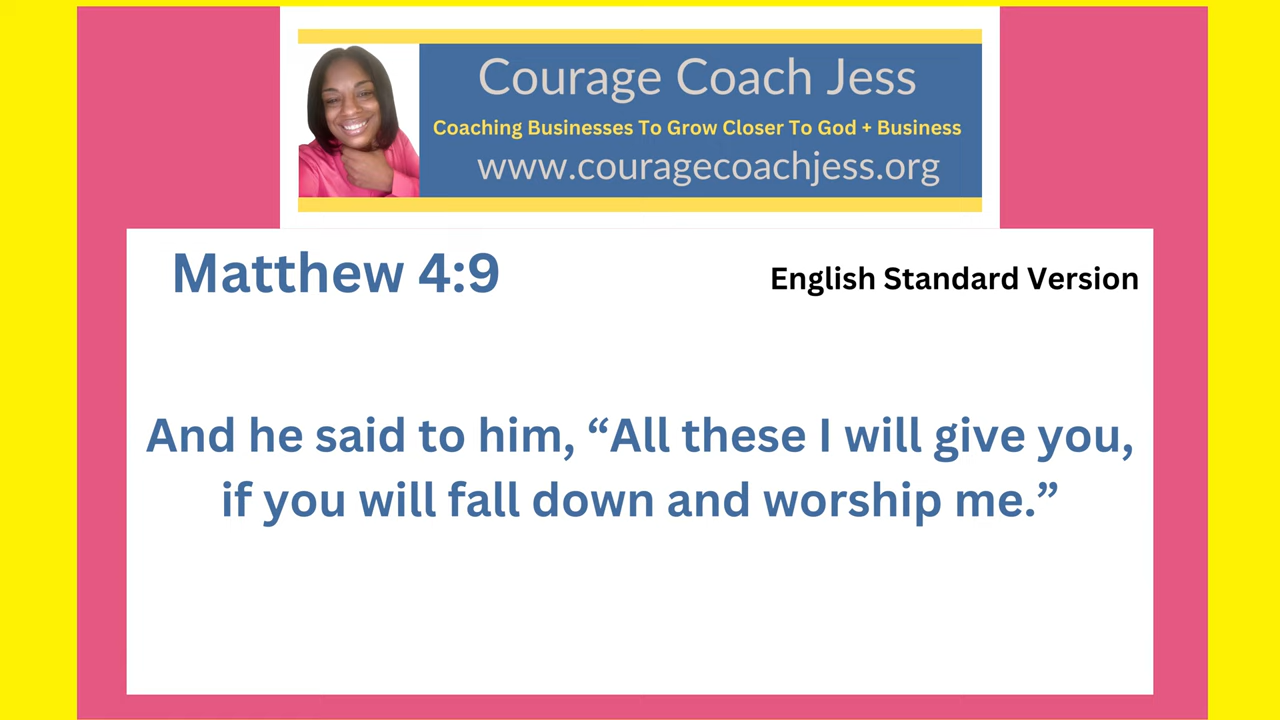 Courage Coach Jess
Coaching Businesses To Grow Closer To God + Business
www.couragecoachjess.org
Matthew 4:9
English Standard Version
And he said to him, “All these I will give you,
if you will fall down and worship me.”